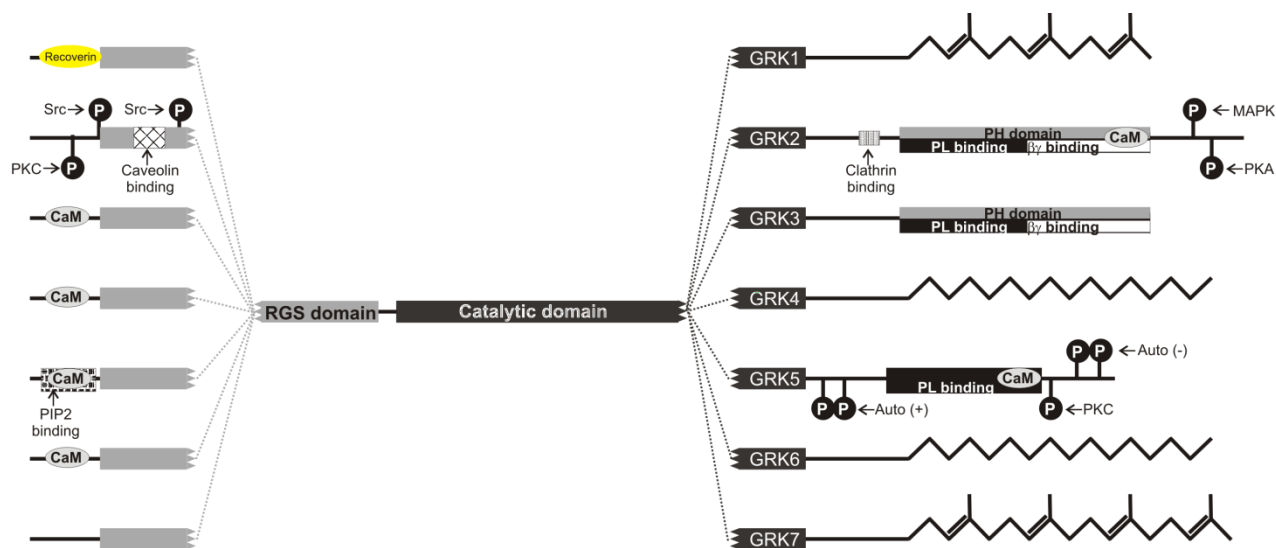 Recoverin
GRK1
Src
P
Src
P
P
MAPK
GRK2
PH domain
CaM
PL binding
βγ binding
PKC
P
Caveolin
binding
Clathrin
binding
P
PKA
CaM
GRK3
PH domain
PL binding
βγ binding
CaM
GRK4
RGS domain
Catalytic domain
P
P
Auto (-)
CaM
GRK5
CaM
PL binding
PIP2
binding
P
P
Auto (+)
P
PKC
CaM
GRK6
GRK7